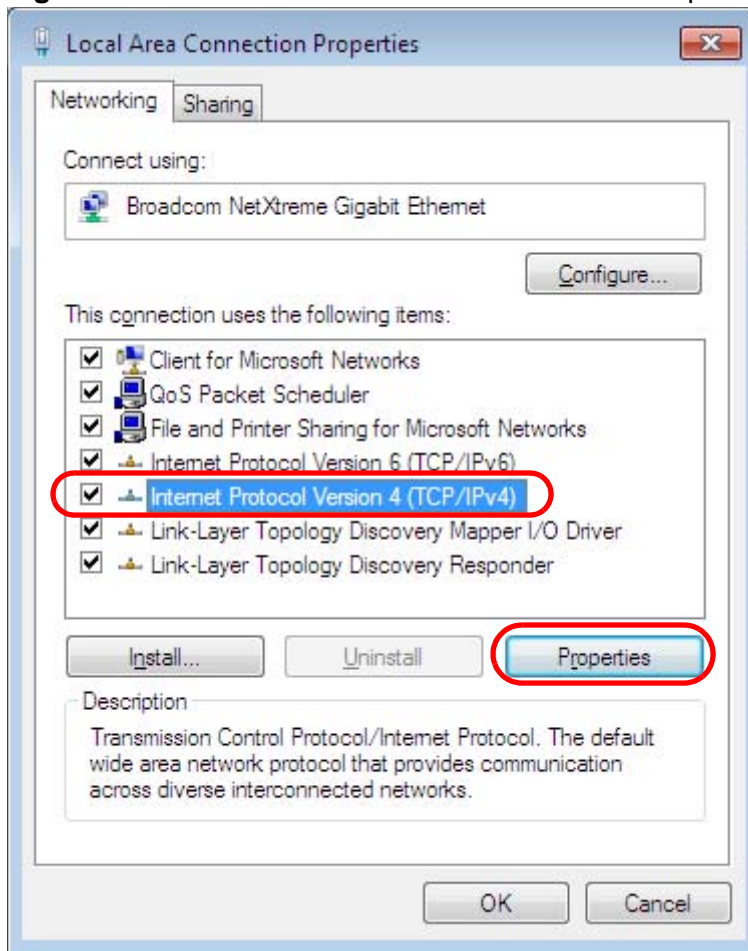 Local Area Connection Properties
Networking
Sharing
Connect using:
Broadcom NetXtreme Gigabit Ethernet
Configure...
This connection uses the following items:
Client for Microsoft Networks
QoS Packet Scheduler
File and Printer Sharing for Microsoft Networks
Internet Protocol Version 6 (TCP/IPv6)
Internet Protocol Version 4 (TCP/IPv4)
Link-Layer Topology Discovery Mapper I/O Driver
Link-Layer Topology Discovery Responder
Install...
Uninstall
Properties
Description
Transmission Control Protocol/Internet Protocol. The default
wide area network protocol that provides communication
across diverse interconnected networks.
OK
Cancel